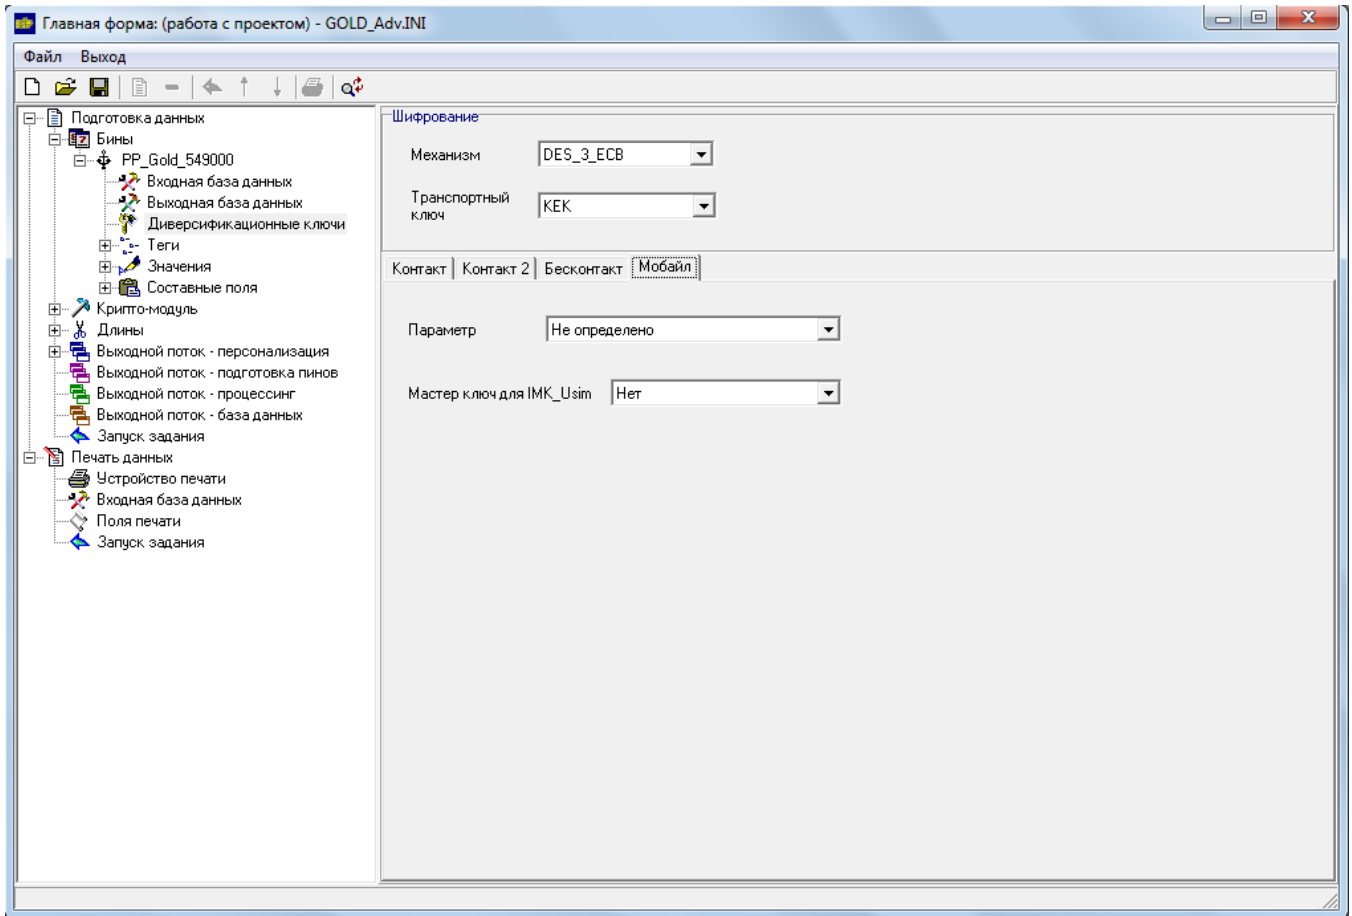 Главная форма: (работа с проектом) - GOLD_Adv.INI
Файл Выход
Подготовка данных
Бины
PP_Gold_549000
Входная база данных
Выходная база данных
Диверсификационные ключи
Теги
Значения
Составные поля
Крипто-модуль
Длины
Выходной поток - персонализация
Выходной поток - подготовка пинов
Выходной поток - процессинг
Выходной поток - база данных
Запуск задания
Печать данных
Устройство печати
Входная база данных
Поля печати
Запуск задания
Шифрование
Механизм DES_3_ECB
Транспортный
ключ KEK
Контакт Контакт 2 Бесконтакт Мобайл
Параметр Не определено
Мастер ключ для IMK_Usim Нет